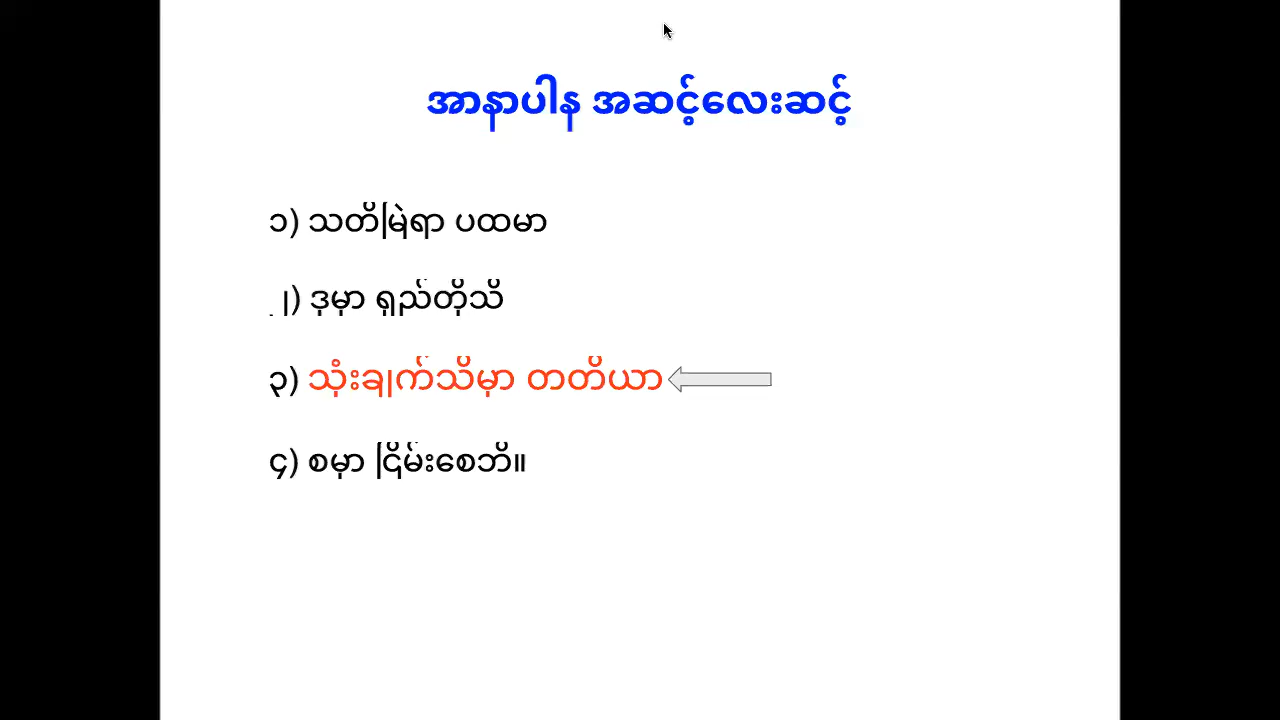 အာနာပါန အဆင့်လေးဆင့်
၁) သတိမြဲရာ ပထမာ
၂) ဒုမှာ ရှည်တိုသိ
၃) သုံးချက်သိမှာ တတိယာ
၄) စမှာ ငြိမ်းစေဘိ။